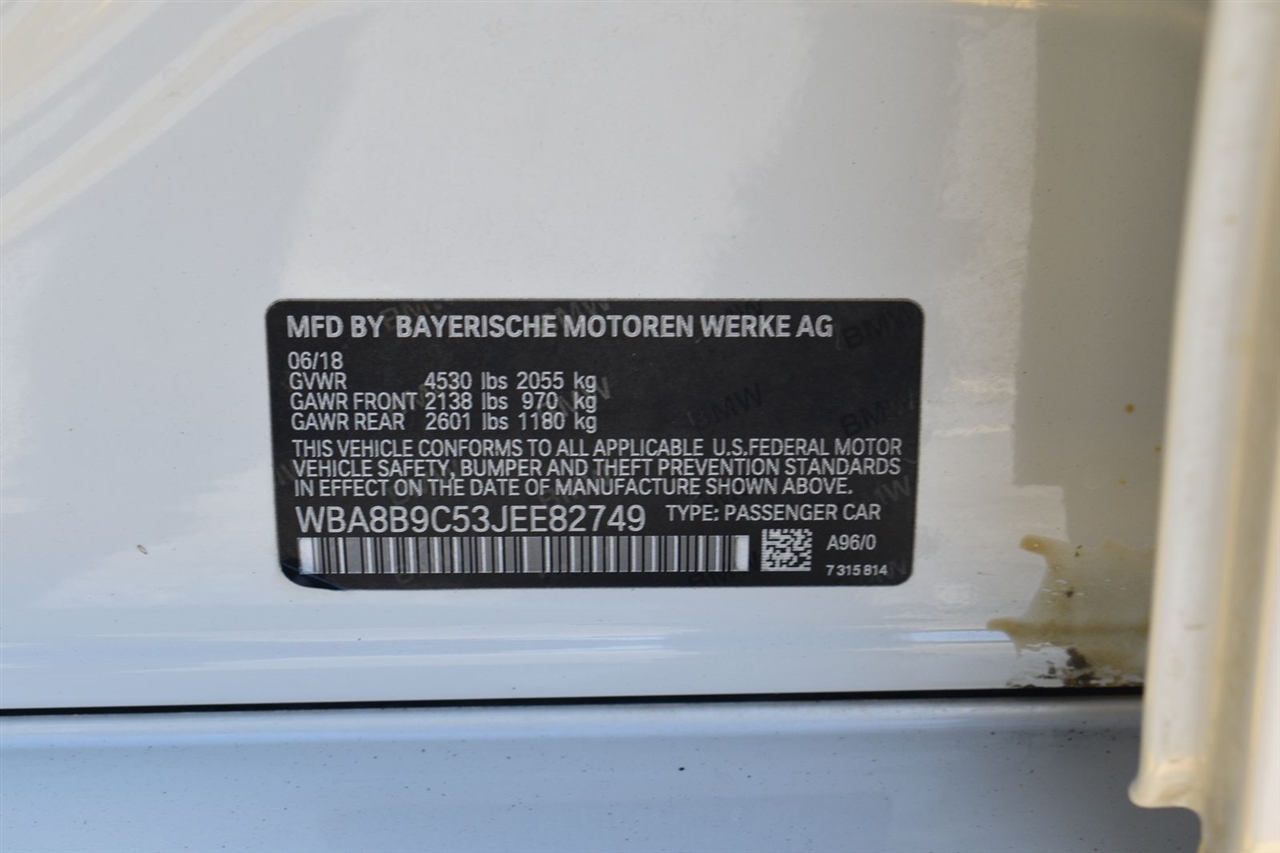 MFD BY BAYERISCHE MOTOREN WERKE AG
06/18
GVWR 4530 lbs 2055 kg
GAWR FRONT 2138 lbs 970 kg
GAWR REAR 2601 lbs 1180 kg
THIS VEHICLE CONFORMS TO ALL APPLICABLE U.S.FEDERAL MOTOR
VEHICLE SAFETY, BUMPER AND THEFT PREVENTION STANDARDS
IN EFFECT ON THE DATE OF MANUFACTURE SHOWN ABOVE.
WBA8B9C53JEE82749 TYPE: PASSENGER CAR
A96/0
7 315 814